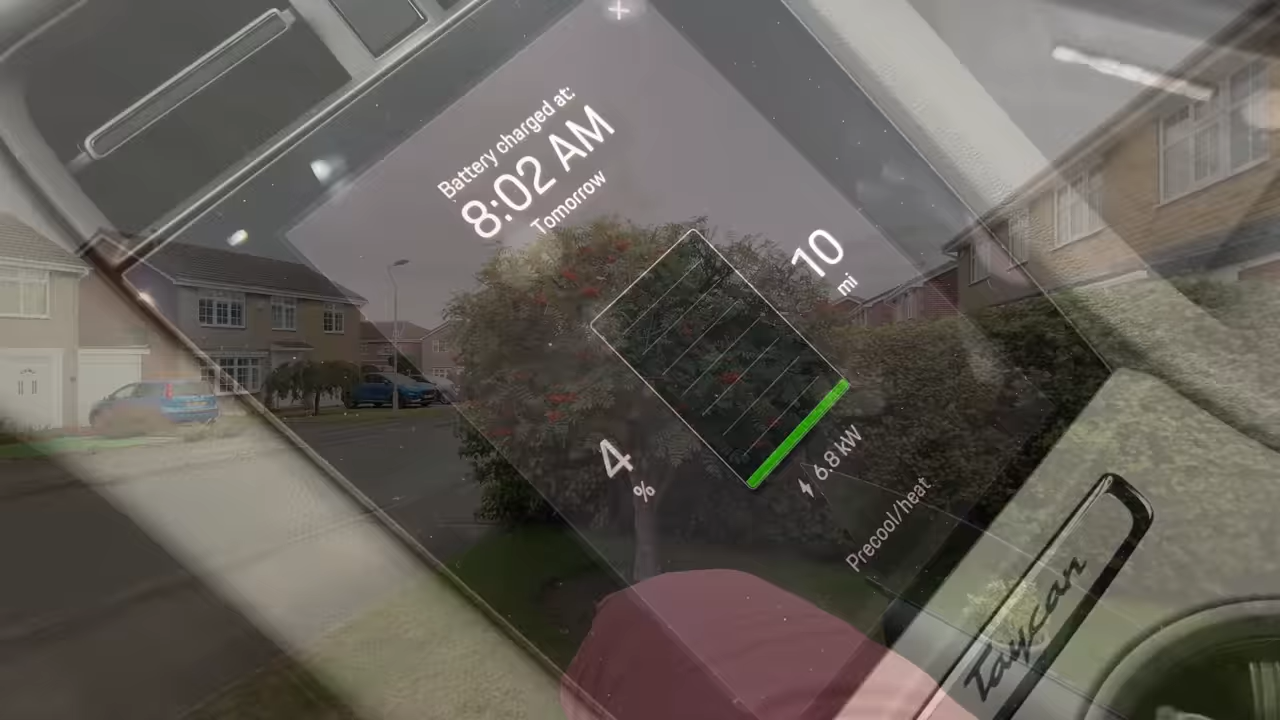 Battery charged at:
8:02 AM
Tomorrow
10
mi
4
%
6.8 kW
Precool/heat
Taycan